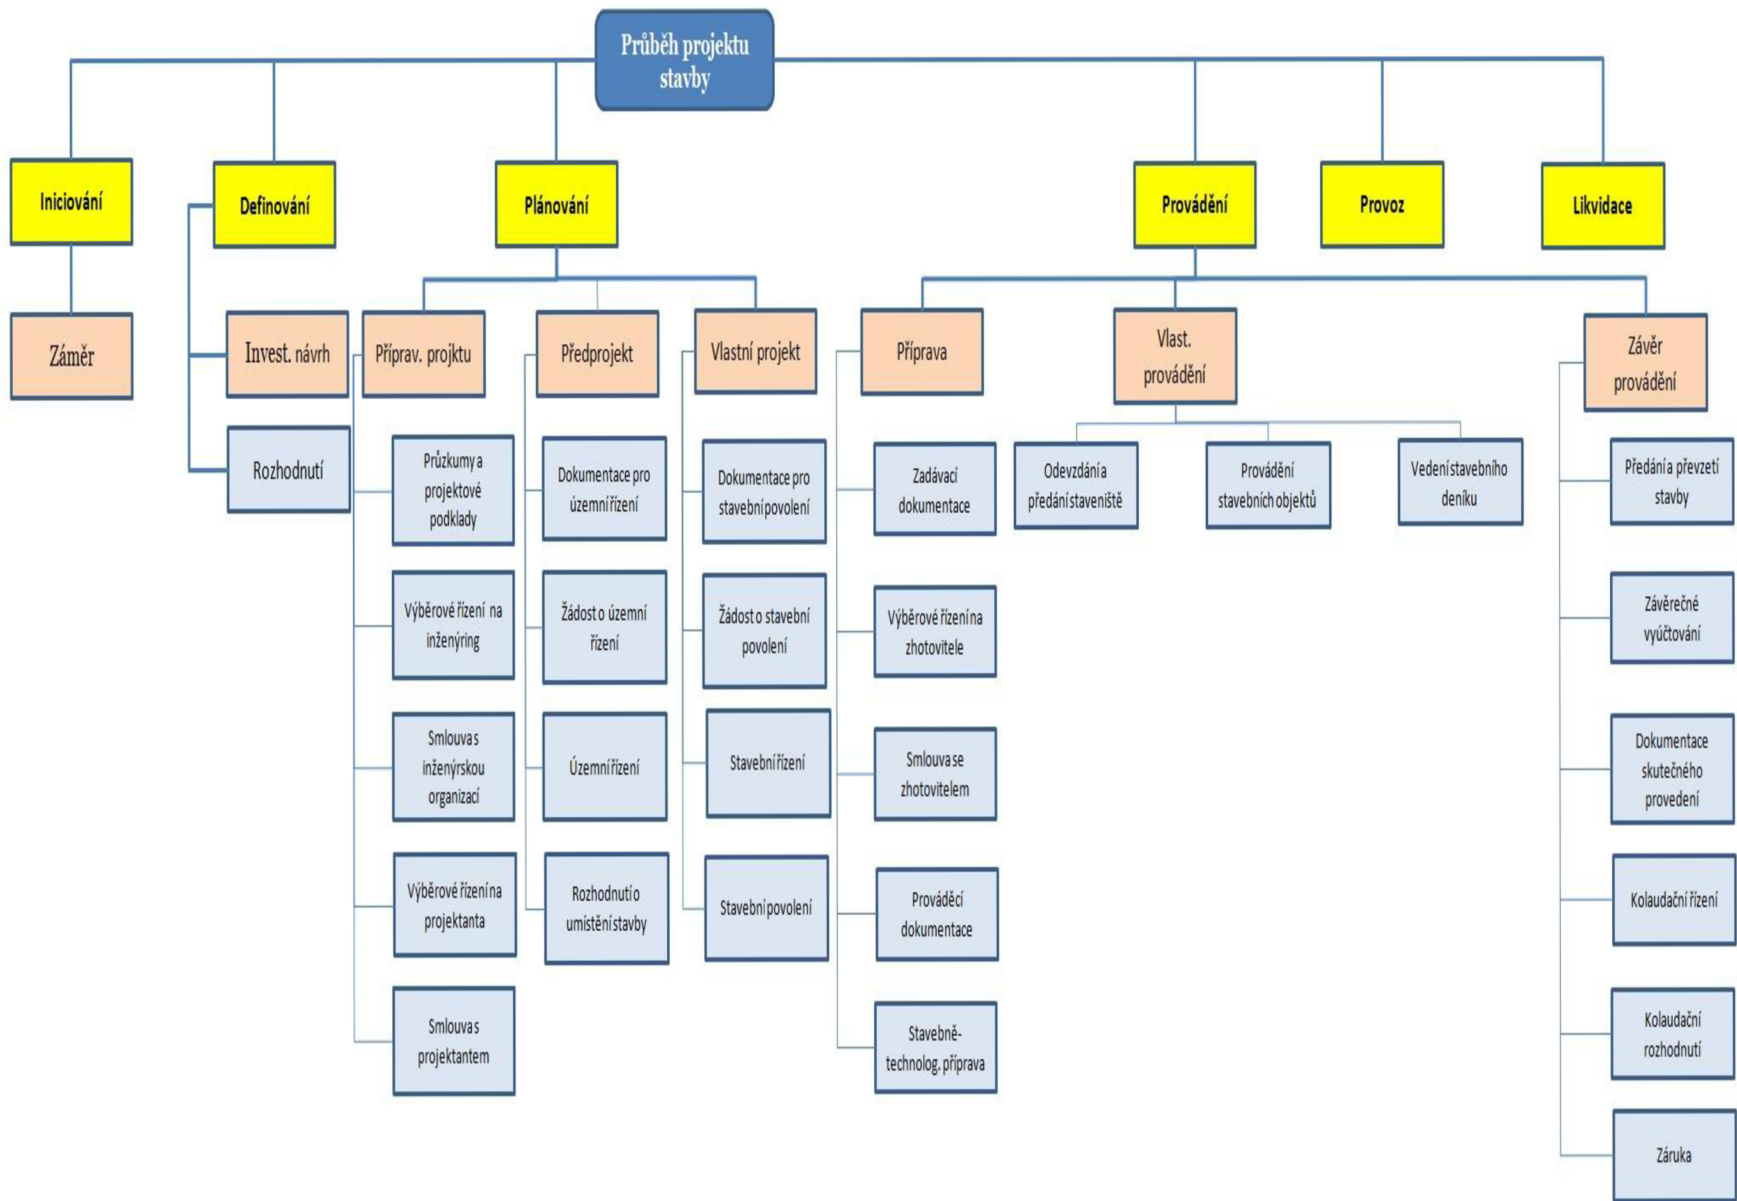 Průběh projektu
stavby
Iniciování
Definování
Plánování
Provádění
Provoz
Likvidace
Záměr
Invest. návrh
Rozhodnutí
Příprav. projktu
Průzkumy a
projektové
podklady
Výběrové řízení na
inženýring
Smlouva s
inženýrskou
organizací
Výběrové řízení na
projektanta
Smlouva s
projektantem
Předprojekt
Dokumentace pro
územní řízení
Žádost o územní
řízení
Územní řízení
Rozhodnutí o
umístění stavby
Vlastní projekt
Dokumentace pro
stavební povolení
Žádost o stavební
povolení
Stavební řízení
Stavební povolení
Příprava
Zadávací
dokumentace
Výběrové řízení na
zhotovitele
Smlouva se
zhotovitelem
Prováděcí
dokumentace
Stavebně-
technolog. příprava
Vlast.
provádění
Odevzdání a
předání staveniště
Provádění
stavebních objektů
Vedení stavebního
deníku
Závěr
provádění
Předání a převzetí
stavby
Závěrečné
vyúčtování
Dokumentace
skutečného
provedení
Kolaudační řízení
Kolaudační
rozhodnutí
Záruka